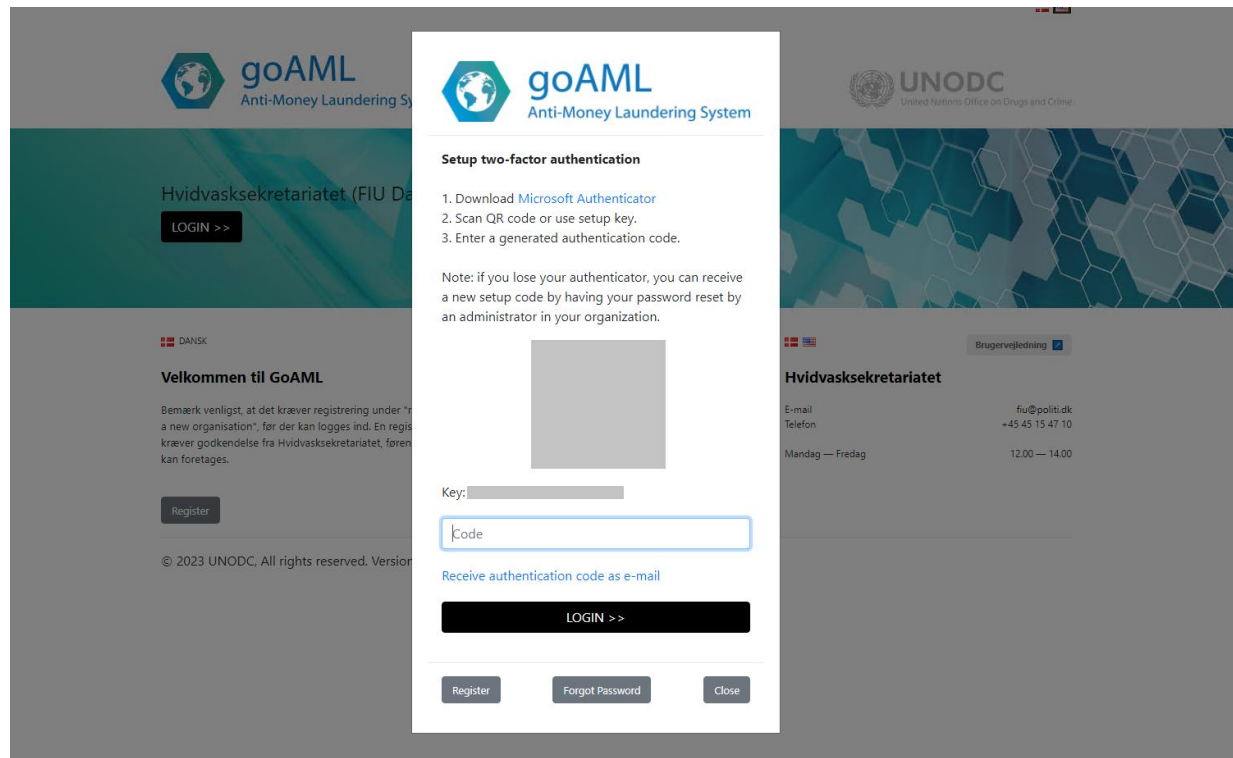 goAML
Anti-Money Laundering Sy
UNODC
United Nations Office on Drugs and Crime
Hvidvasksekretariatet (FIU Da
LOGIN >>
DANSK
Velkommen til GoAML
Bemærk venligst, at det kræver registrering under "r
a new organisation", før der kan logges ind. En regis
kræver godkendelse fra Hvidvasksekretariatet, føren
kan foretages.
Register
© 2023 UNODC, All rights reserved. Version
goAML
Anti-Money Laundering System
Setup two-factor authentication
1. Download Microsoft Authenticator
2. Scan QR code or use setup key.
3. Enter a generated authentication code.
Note: if you lose your authenticator, you can receive
a new setup code by having your password reset by
an administrator in your organization.
Key:
Code
Receive authentication code as e-mail
LOGIN >>
Register Forgot Password Close
Brugervejledning
Hvidvasksekretariatet
E-mail fiu@politi.dk
Telefon +45 45 15 47 10
Mandag — Fredag 12.00 — 14.00